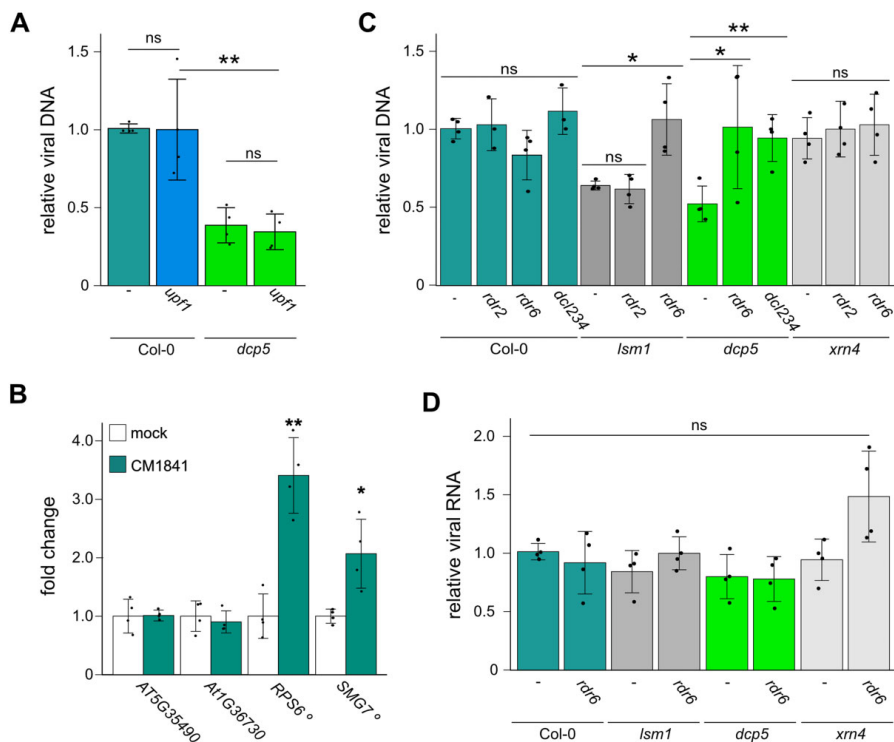 A
relative viral DNA
1.5
1.0
0.5
0
ns
**
ns
- upf1 - upf1
Col-0 dcp5
B
fold change
4.0
3.0
2.0
1.0
0
mock
CM1841
**
*
AT5G35490 At1G36730 RPS6 ° SMG7 °
C
relative viral DNA
1.5
1.0
0.5
0
ns
*
ns
**
*
ns
- rdr2 rdr6 dcl234 - rdr2 rdr6 - rdr6 dcl234 - rdr2 rdr6
Col-0 lsm1 dcp5 xrn4
D
relative viral RNA
2.0
1.5
1.0
0.5
0
ns
- rdr6 - rdr6 - rdr6 - rdr6
Col-0 lsm1 dcp5 xrn4